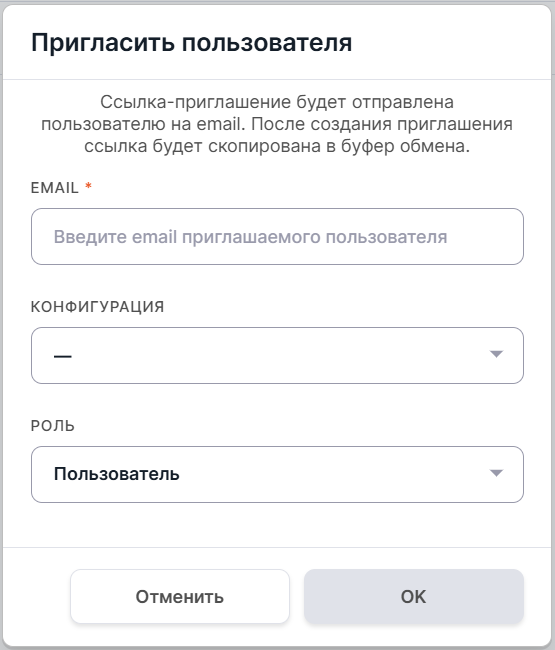 Пригласить пользователя
Ссылка-приглашение будет отправлена
пользователю на email. После создания приглашения
ссылка будет скопирована в буфер обмена.
EMAIL *
Введите email приглашаемого пользователя
КОНФИГУРАЦИЯ
—
РОЛЬ
Пользователь
Отменить
OK